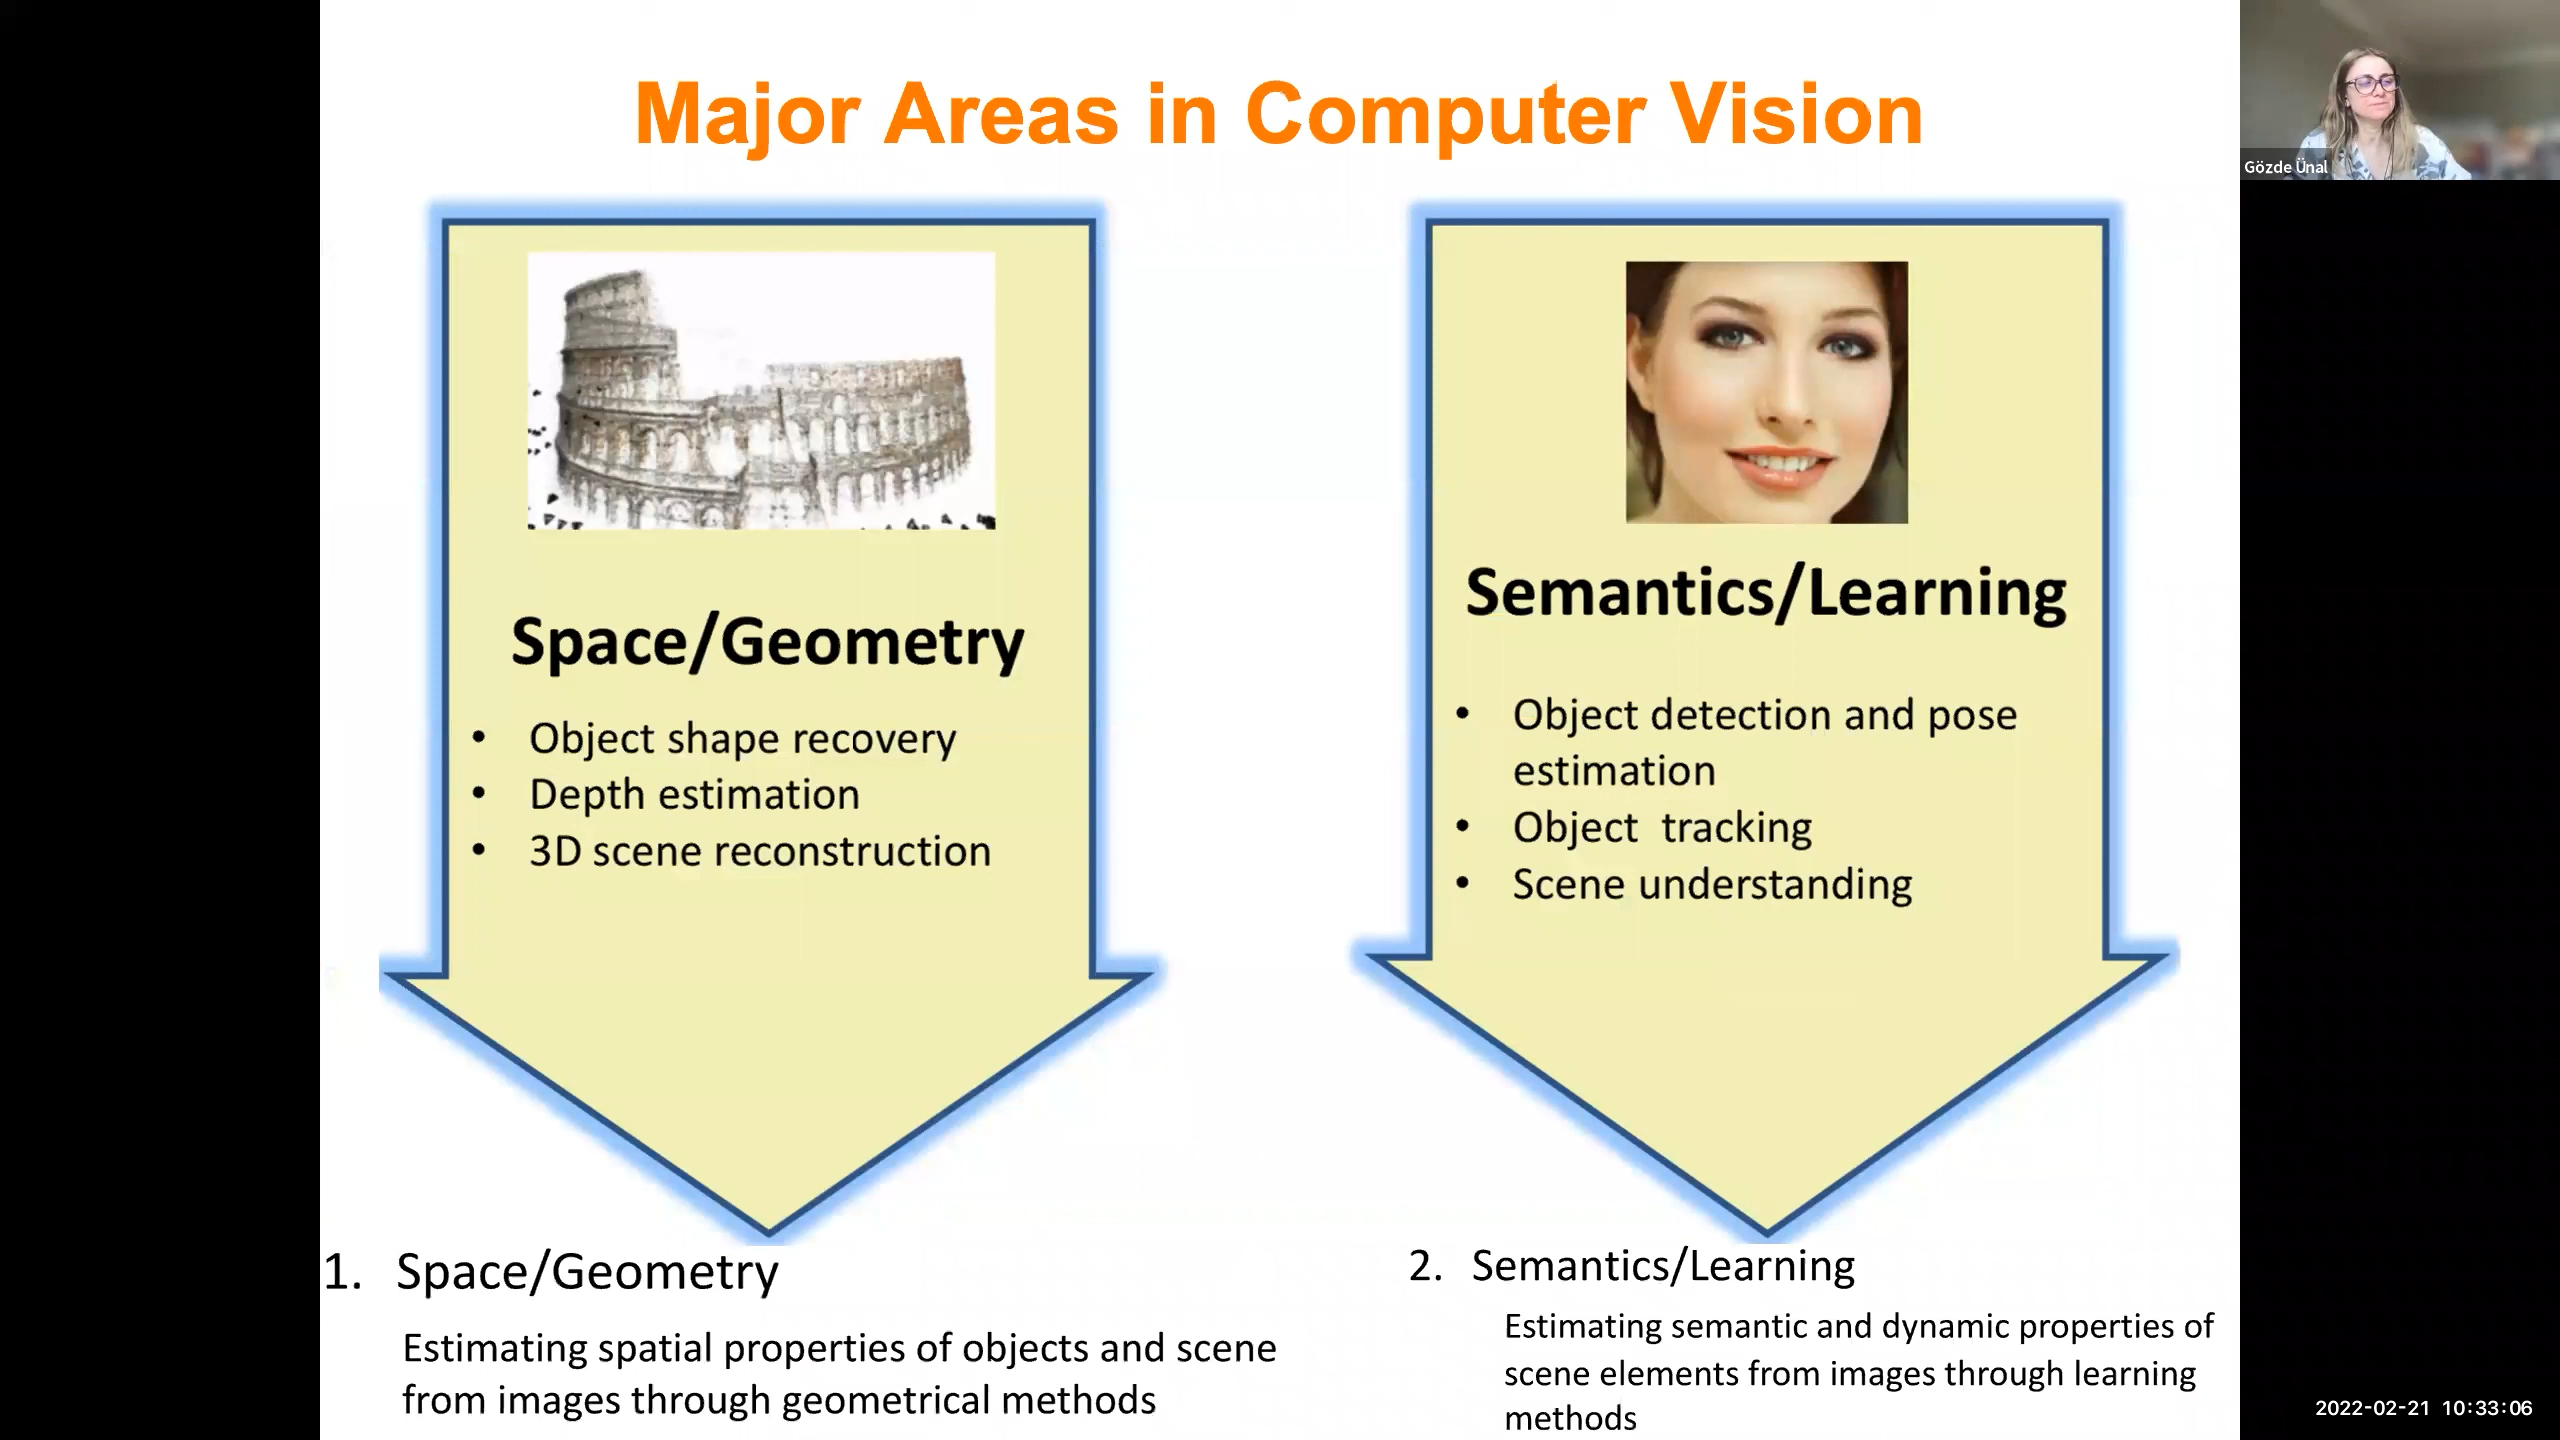 Major Areas in Computer Vision
Gözde Ünal
Space/Geometry
• Object shape recovery
• Depth estimation
• 3D scene reconstruction
Semantics/Learning
• Object detection and pose
estimation
• Object tracking
• Scene understanding
1. Space/Geometry
Estimating spatial properties of objects and scene
from images through geometrical methods
2. Semantics/Learning
Estimating semantic and dynamic properties of
scene elements from images through learning
methods
2022-02-21 10:33:06